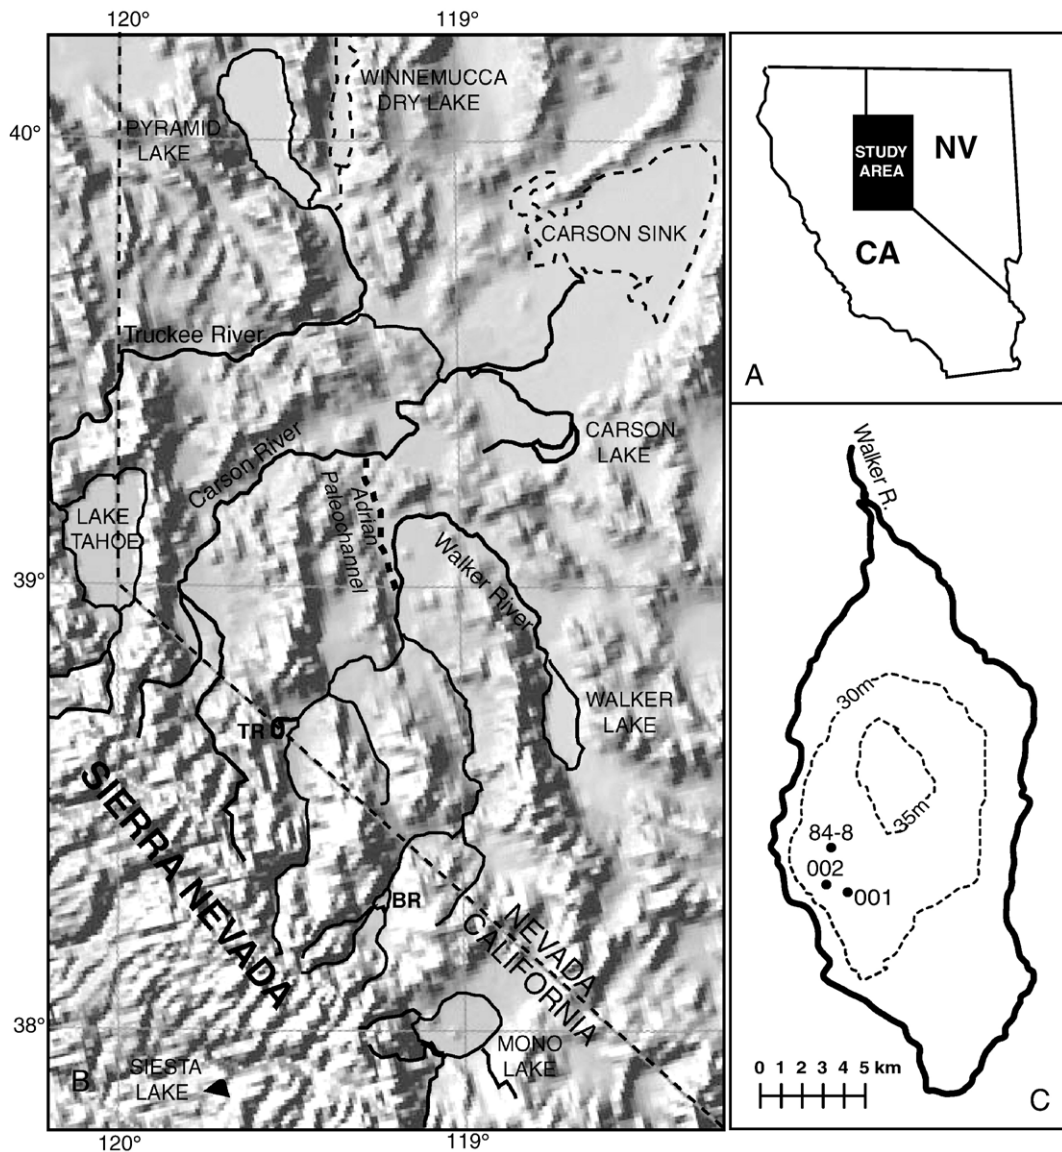 120°
119°
WINNEMUCCA
DRY LAKE
40°
PYRAMID
LAKE
CARSON SINK
Truckee River
CARSON
LAKE
Carson River
Adrian
Paleochannel
LAKE
TAHOE
39°
Walker River
WALKER
LAKE
TR
SIERRA NEVADA
BR
NEVADA
CALIFORNIA
38°
MONO
LAKE
SIESTA
LAKE
B
120°
119°
STUDY
AREA
NV
CA
A
Walker R.
30m
35m
84-8
002
001
0 1 2 3 4 5 km
C